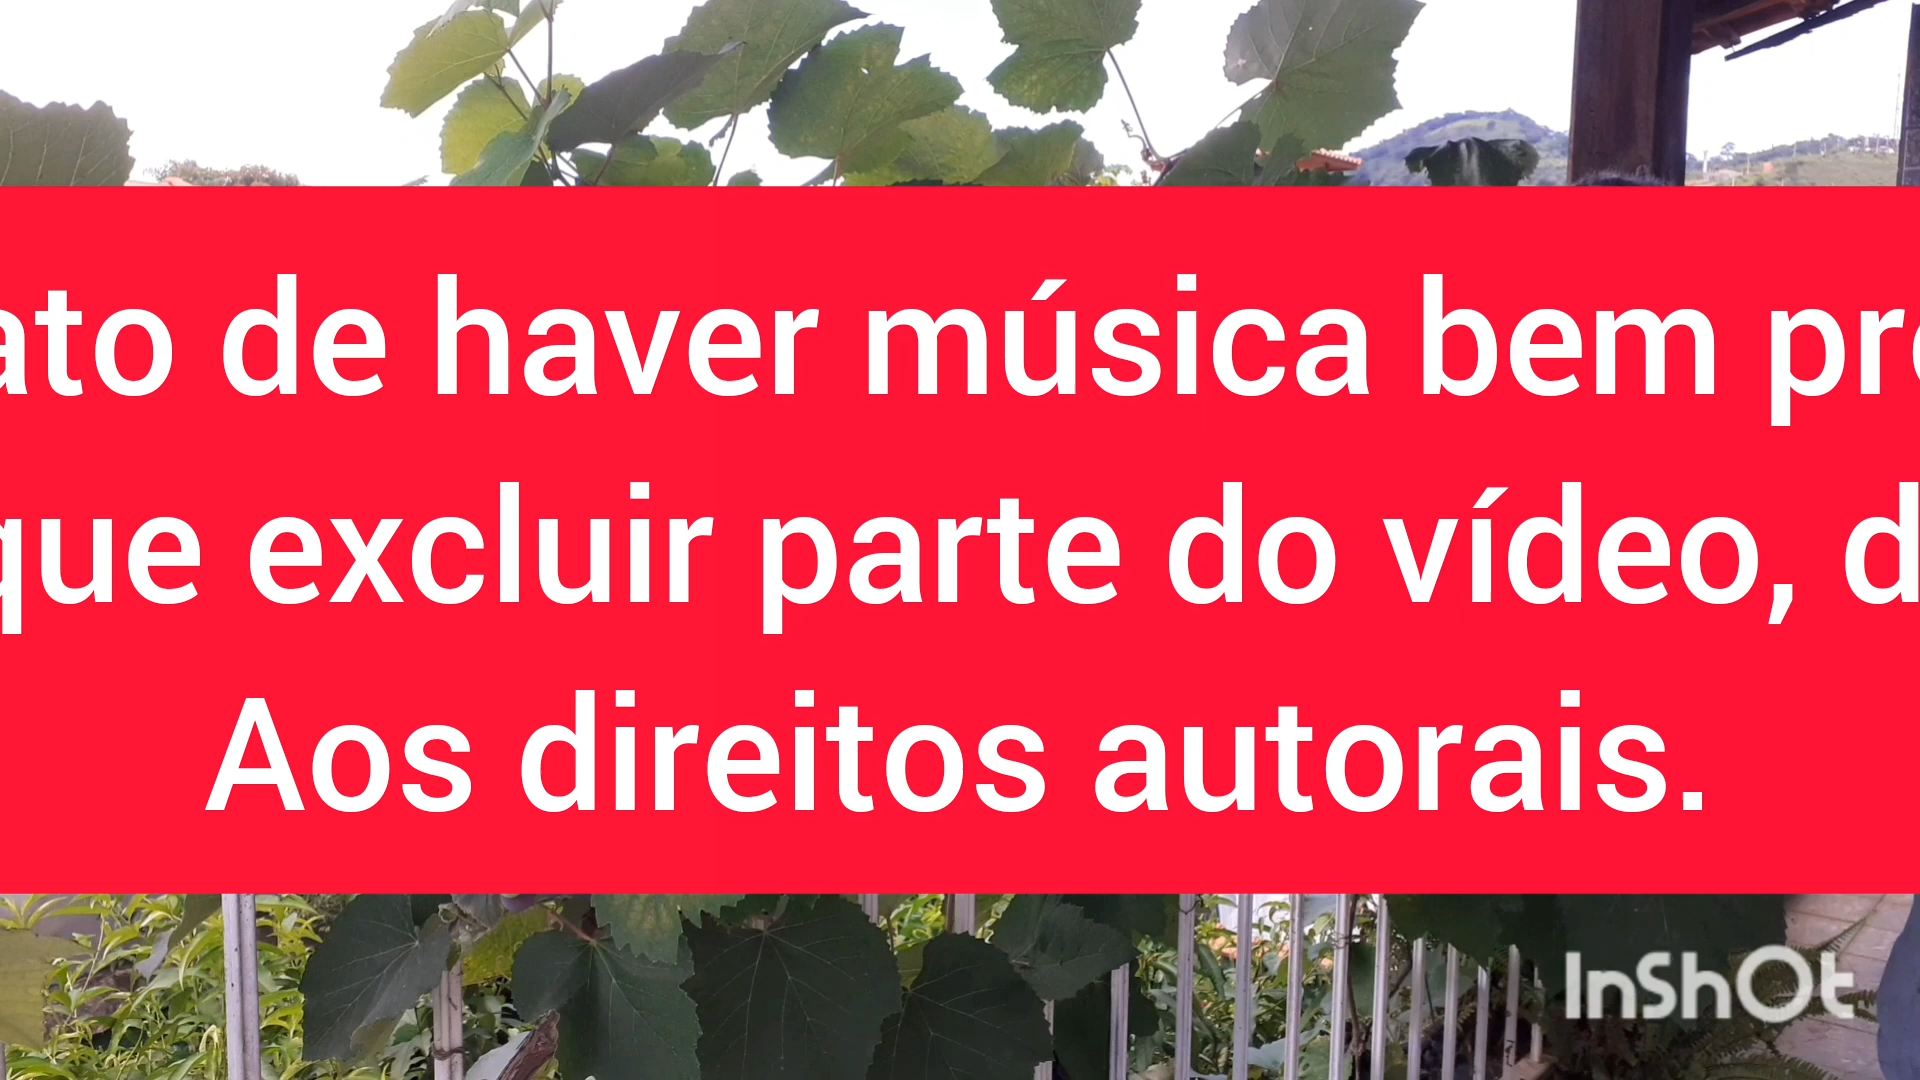 ato de haver música bem pr
que excluir parte do vídeo, d
Aos direitos autorais.
InShOt